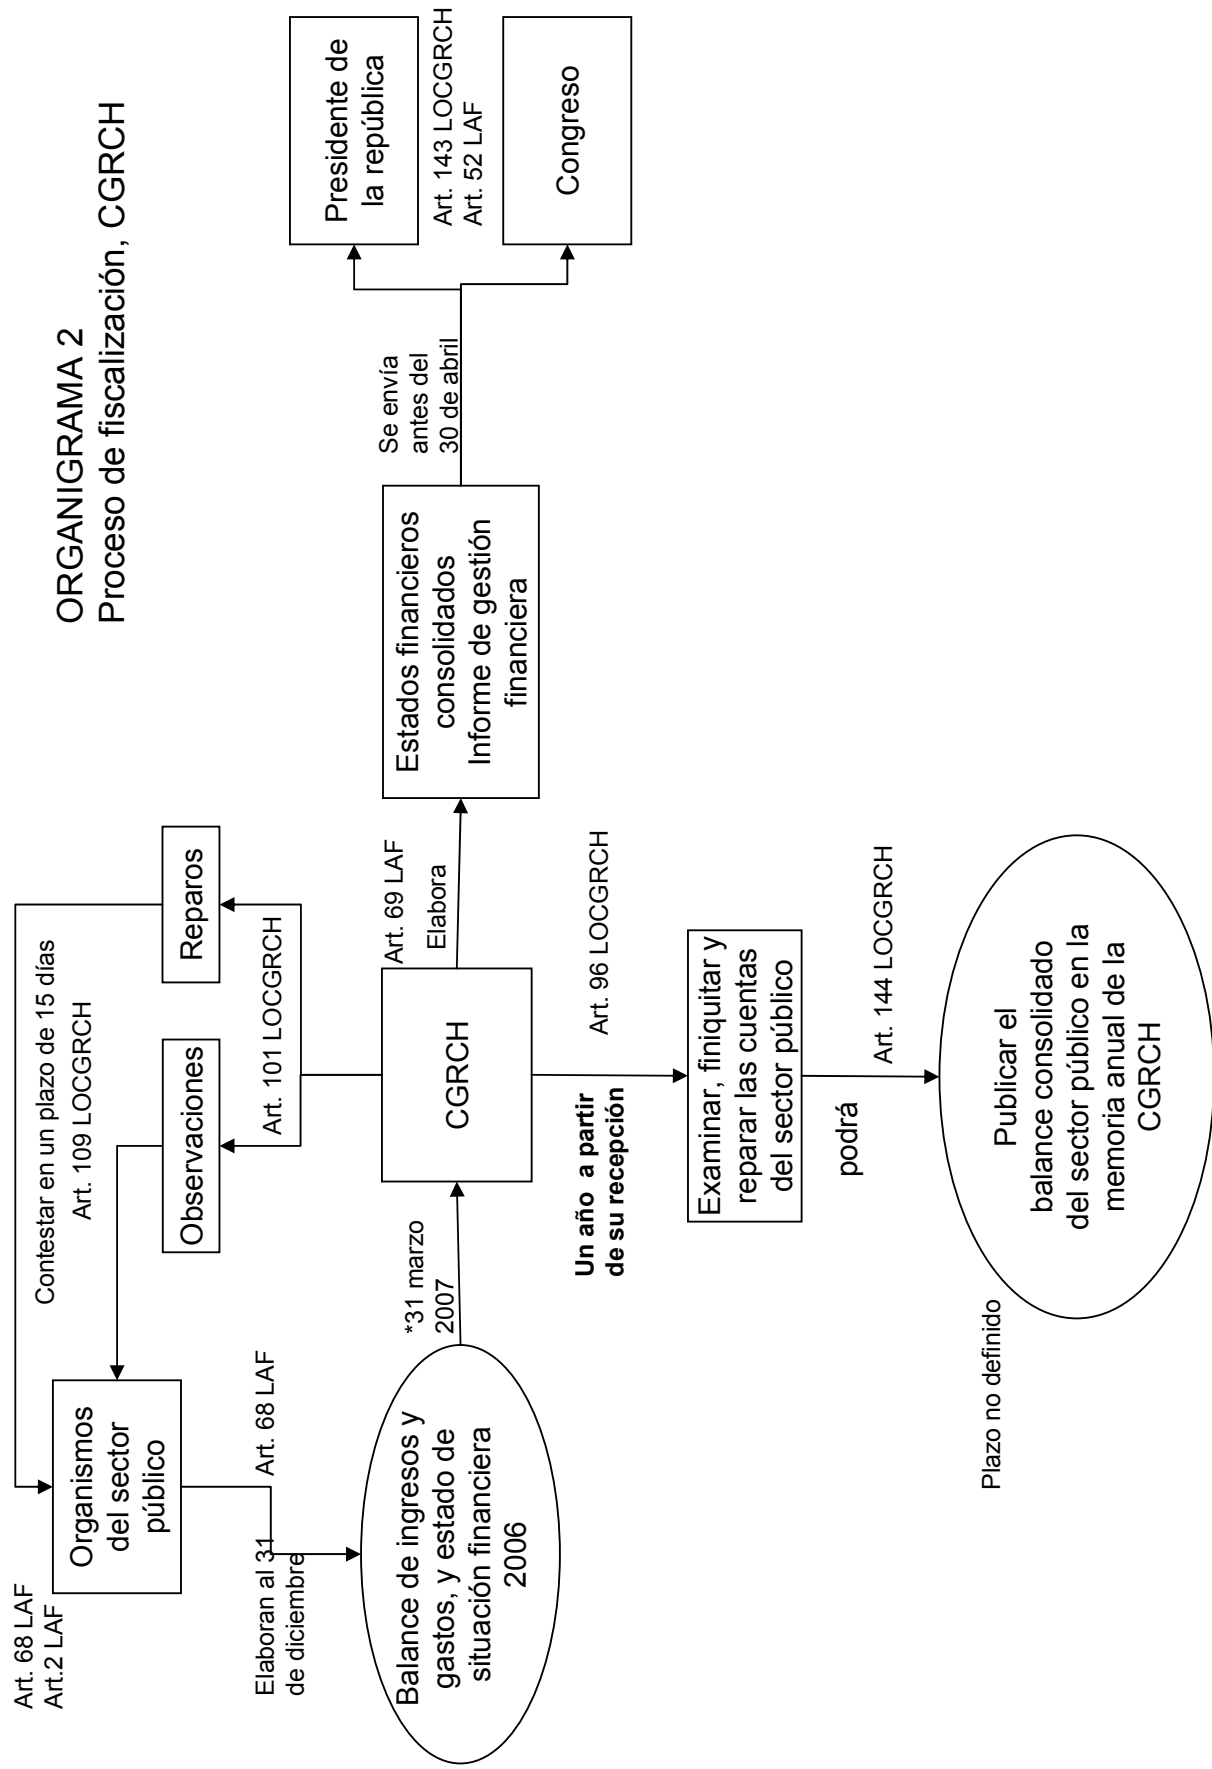 ORGANIGRAMA 2
Proceso de fiscalización, CGRCH
Art. 68 LAF
Art.2 LAF
Organismos
del sector
público
Contestar en un plazo de 15 días
Art. 109 LOCGRCH
Observaciones
Reparos
Art. 101 LOCGRCH
Elaboran al 31
de diciembre
Art. 68 LAF
Balance de ingresos y
gastos, y estado de
situación financiera
2006
*31 marzo
2007
CGRCH
Art. 69 LAF
Elabora
Estados financieros
consolidados
Informe de gestión
financiera
Se envía
antes del
30 de abril
Presidente de
la república
Art. 143 LOCGRCH
Art. 52 LAF
Congreso
Un año a partir
de su recepción
Art. 96 LOCGRCH
Examinar, finiquitar y
reparar las cuentas
del sector público
podrá
Art. 144 LOCGRCH
Plazo no definido
Publicar el
balance consolidado
del sector público en la
memoria anual de la
CGRCH